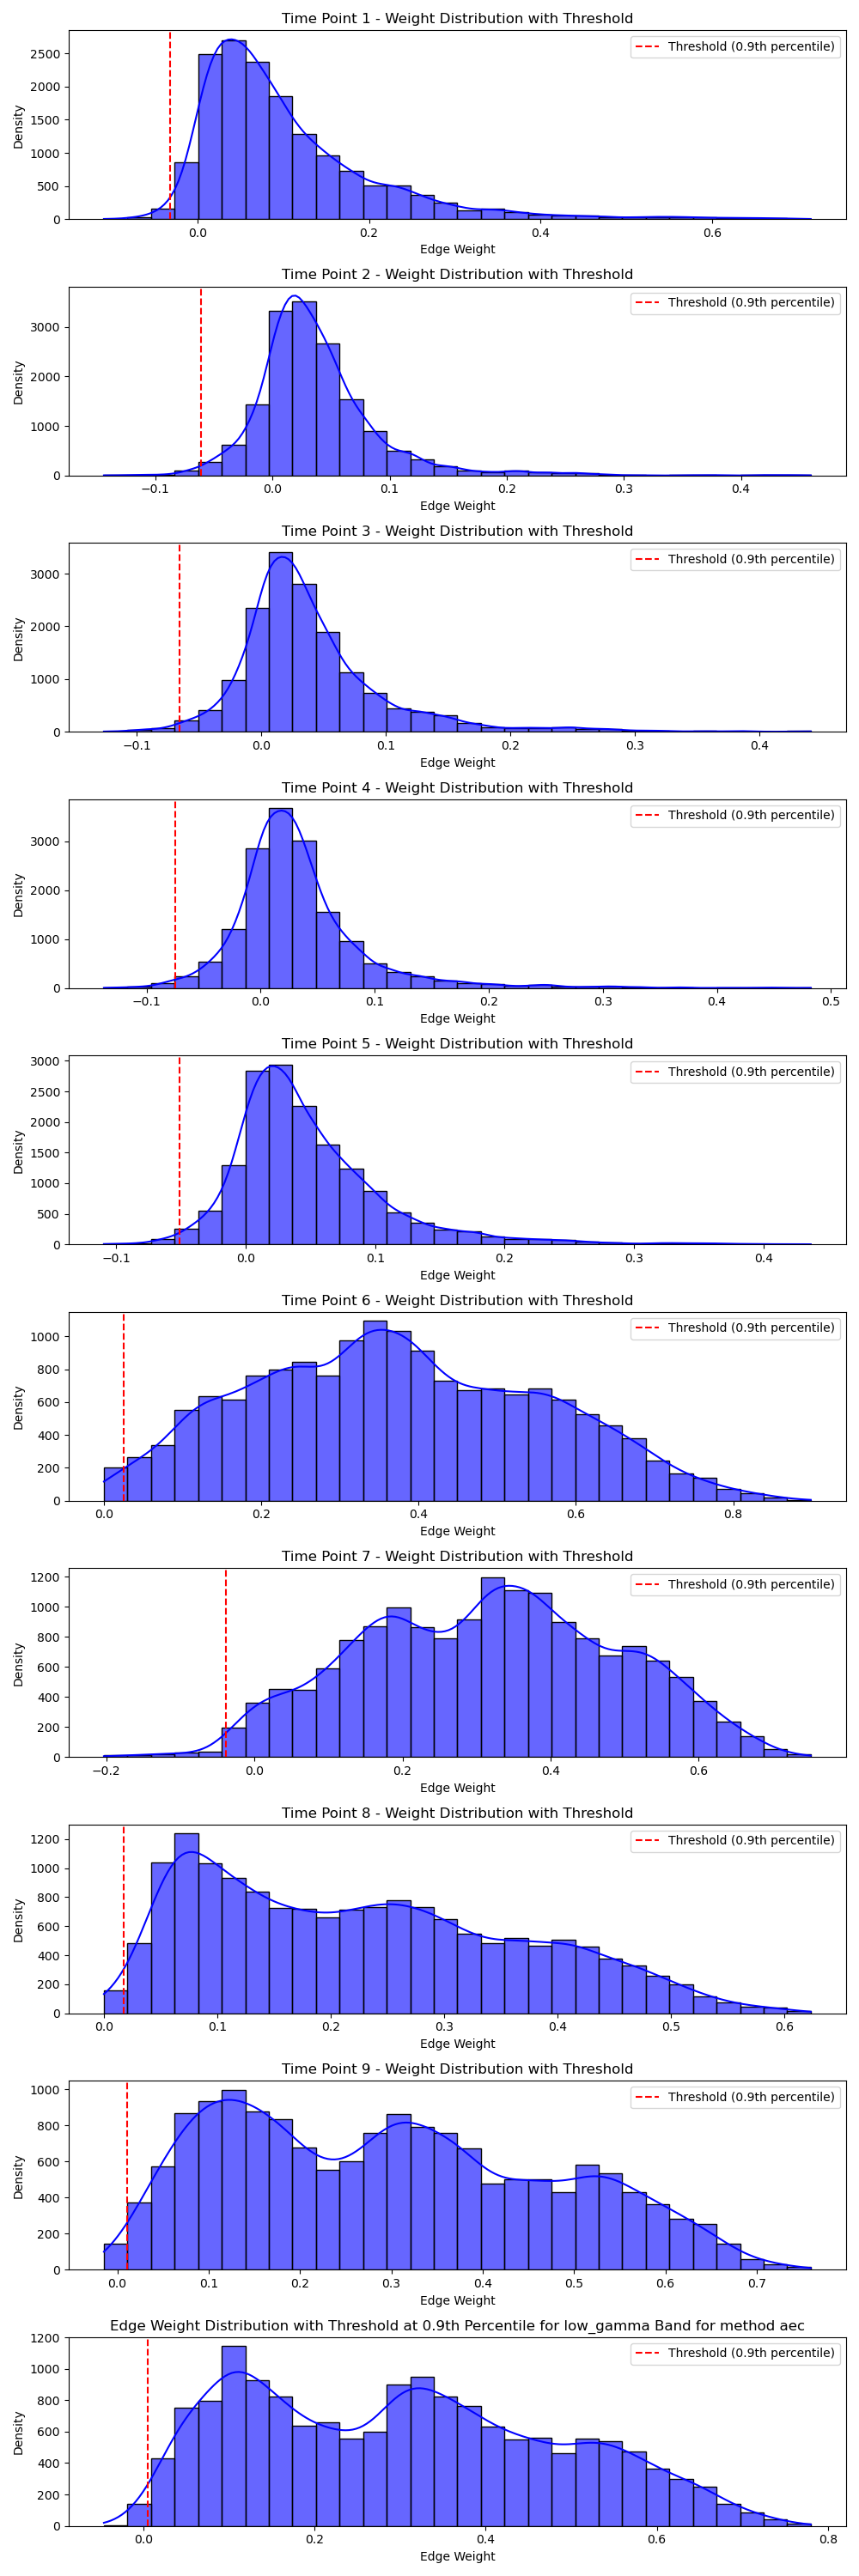 Time Point 1 - Weight Distribution with Threshold
Threshold (0.9th percentile)
Density
2500
2000
1500
1000
500
0
0.0 0.2 0.4 0.6
Edge Weight
Time Point 2 - Weight Distribution with Threshold
Threshold (0.9th percentile)
Density
3000
2000
1000
0
−0.1 0.0 0.1 0.2 0.3 0.4
Edge Weight
Time Point 3 - Weight Distribution with Threshold
Threshold (0.9th percentile)
Density
3000
2000
1000
0
−0.1 0.0 0.1 0.2 0.3 0.4
Edge Weight
Time Point 4 - Weight Distribution with Threshold
Threshold (0.9th percentile)
Density
3000
2000
1000
0
−0.1 0.0 0.1 0.2 0.3 0.4 0.5
Edge Weight
Time Point 5 - Weight Distribution with Threshold
Threshold (0.9th percentile)
Density
3000
2500
2000
1500
1000
500
0
−0.1 0.0 0.1 0.2 0.3 0.4
Edge Weight
Time Point 6 - Weight Distribution with Threshold
Threshold (0.9th percentile)
Density
1000
800
600
400
200
0
0.0 0.2 0.4 0.6 0.8
Edge Weight
Time Point 7 - Weight Distribution with Threshold
Threshold (0.9th percentile)
Density
1200
1000
800
600
400
200
0
−0.2 0.0 0.2 0.4 0.6
Edge Weight
Time Point 8 - Weight Distribution with Threshold
Threshold (0.9th percentile)
Density
1200
1000
800
600
400
200
0
0.0 0.1 0.2 0.3 0.4 0.5 0.6
Edge Weight
Time Point 9 - Weight Distribution with Threshold
Threshold (0.9th percentile)
Density
1000
800
600
400
200
0
0.0 0.1 0.2 0.3 0.4 0.5 0.6 0.7
Edge Weight
Edge Weight Distribution with Threshold at 0.9th Percentile for low_gamma Band for method aec
Threshold (0.9th percentile)
Density
1200
1000
800
600
400
200
0
0.0 0.2 0.4 0.6 0.8
Edge Weight